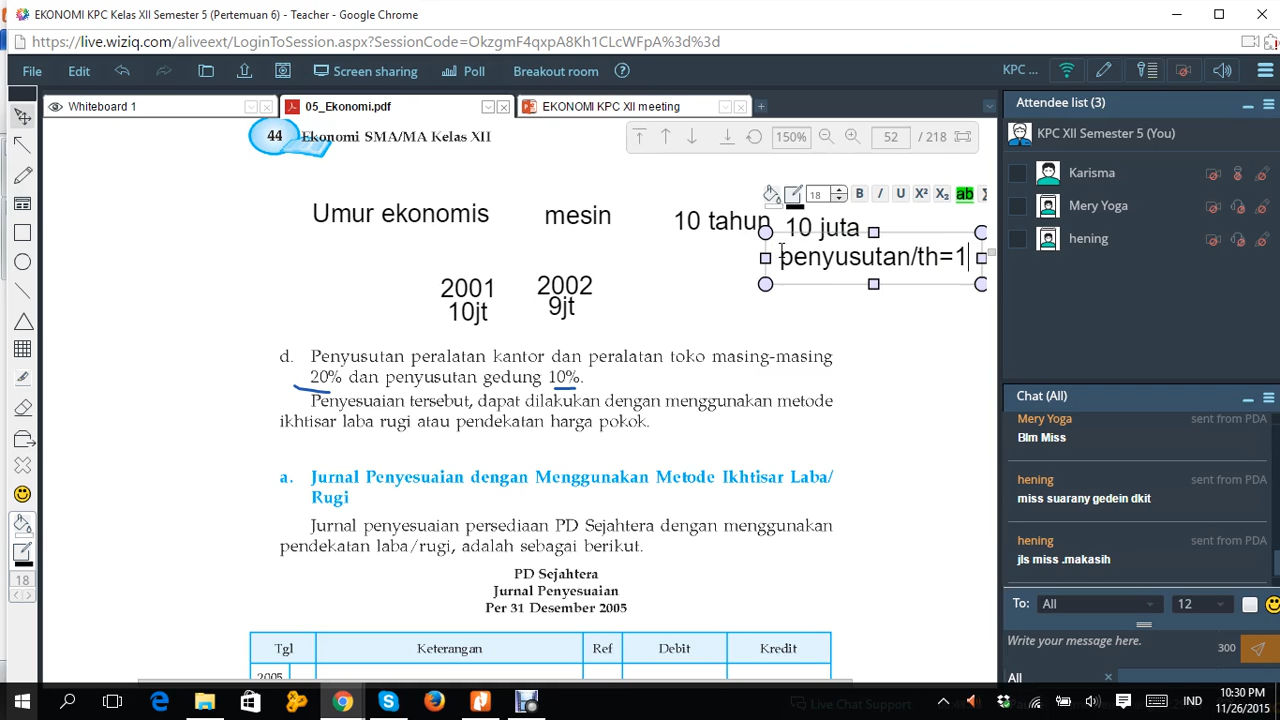 EKONOMI KPC Kelas XII Semester 5 (Pertemuan 6) - Teacher - Google Chrome
https://live.wiziq.com/aliveext/LoginToSession.aspx?SessionCode=OkzgmF4qxpA8Kh1CLcWFpA%3d%3d
File Edit Screen sharing Poll Breakout room ? KPC ...
Whiteboard 1 05_Ekonomi.pdf EKONOMI KPC XII meeting +
Attendee list (3)
KPC XII Semester 5 (You)
Karisma
Mery Yoga
hening
44 Ekonomi SMA/MA Kelas XII
150% 52 / 218
18 B I U X² X₂ ab Σ
Umur ekonomis mesin 10 tahun 10 juta
penyusutan/th=1
2001 2002
10jt 9jt
d. Penyusutan peralatan kantor dan peralatan toko masing-masing
20% dan penyusutan gedung 10%.
Penyesuaian tersebut, dapat dilakukan dengan menggunakan metode
ikhtisar laba rugi atau pendekatan harga pokok.
a. Jurnal Penyesuaian dengan Menggunakan Metode Ikhtisar Laba/
Rugi
Jurnal penyesuaian persediaan PD Sejahtera dengan menggunakan
pendekatan laba/rugi, adalah sebagai berikut.
PD Sejahtera
Jurnal Penyesuaian
Per 31 Desember 2005
Tgl Keterangan Ref Debit Kredit
2005
18
Chat (All)
Mery Yoga sent from PDA
Blm Miss
hening sent from PDA
miss suarany gedein dkit
hening sent from PDA
jls miss .makasih
To: All 12
Write your message here. 300
All
Live Chat Support
IND
10:30 PM
11/26/2015